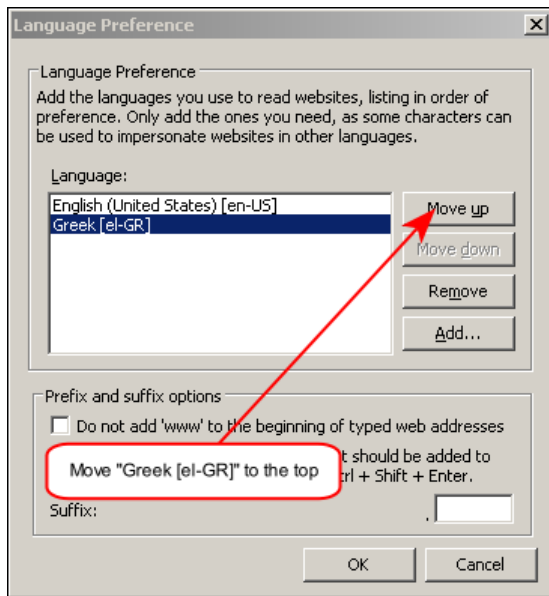 Language Preference
Language Preference
Add the languages you use to read websites, listing in order of
preference. Only add the ones you need, as some characters can
be used to impersonate websites in other languages.
Language:
English (United States) [en-US]
Greek [el-GR]
Move up
Move down
Remove
Add...
Prefix and suffix options
Do not add 'www' to the beginning of typed web addresses
t should be added to
Move "Greek [el-GR]" to the top
trl + Shift + Enter.
Suffix:
.
OK
Cancel